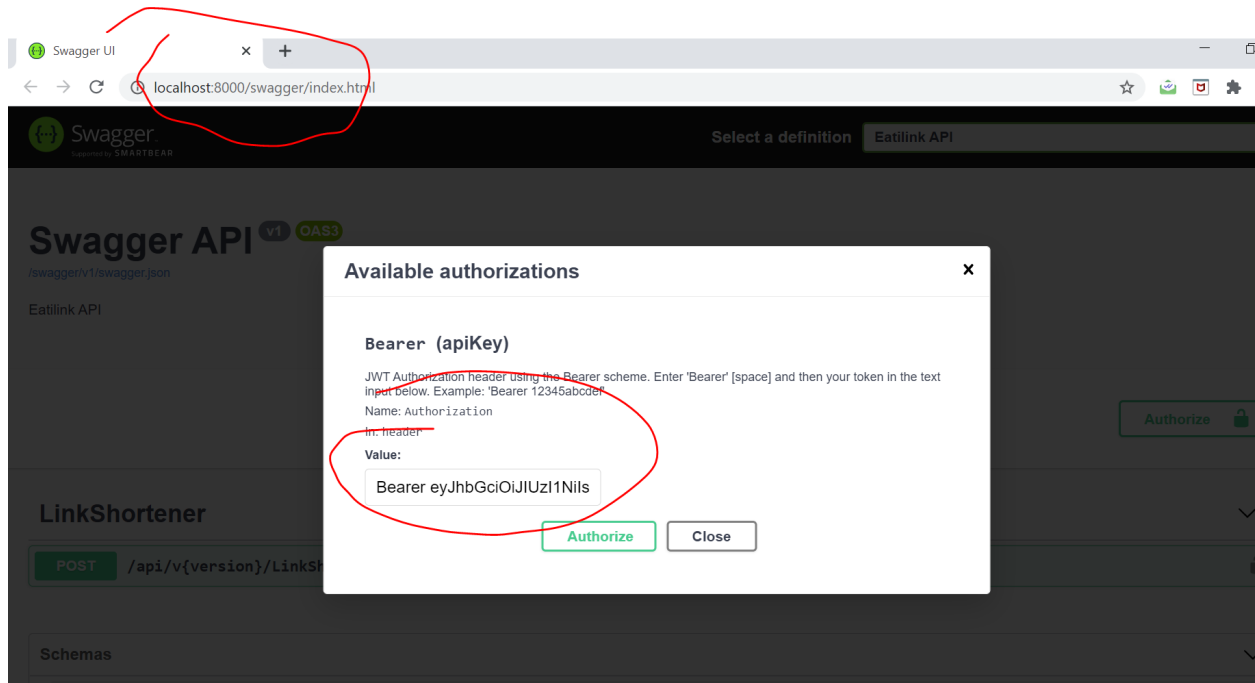 Swagger UI
localhost:8000/swagger/index.html
Swagger.
Supported by SMARTBEAR
Select a definition
Eatilink API
Swagger API v1 OAS3
/swagger/v1/swagger.json
Eatilink API
Available authorizations
Bearer (apiKey)
JWT Authorization header using the Bearer scheme. Enter 'Bearer' [space] and then your token in the text
input below. Example: 'Bearer 12345abcdef'
Name: Authorization
In: header
Value:
Bearer eyJhbGciOiJIUzI1NiIs
Authorize
Close
Authorize
LinkShortener
POST /api/v{version}/LinkSh
Schemas